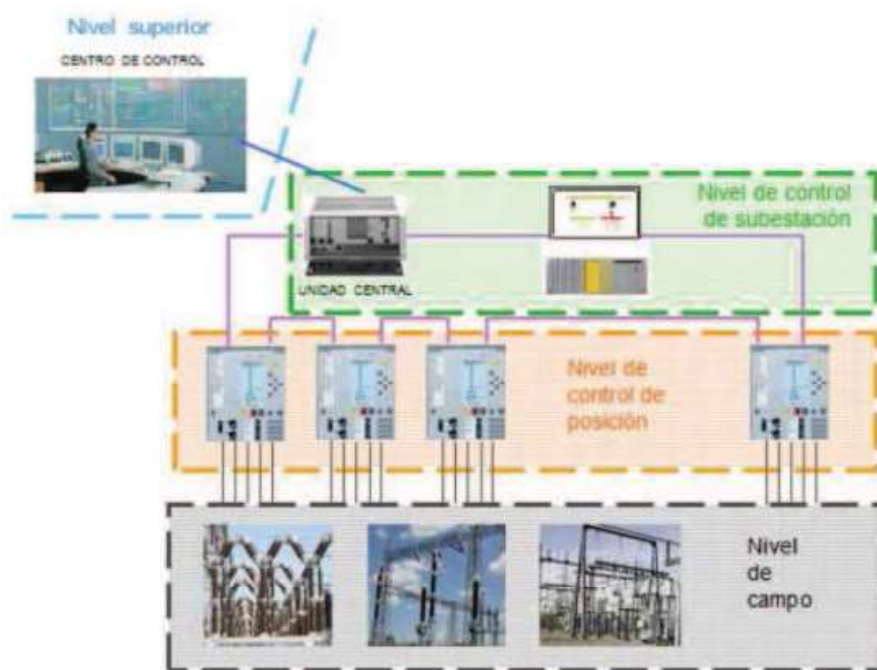 Nivel superior
CENTRO DE CONTROL
Nivel de control
de subestación
UNIDAD CENTRAL
Nivel de
control de
posición
Nivel
de
campo